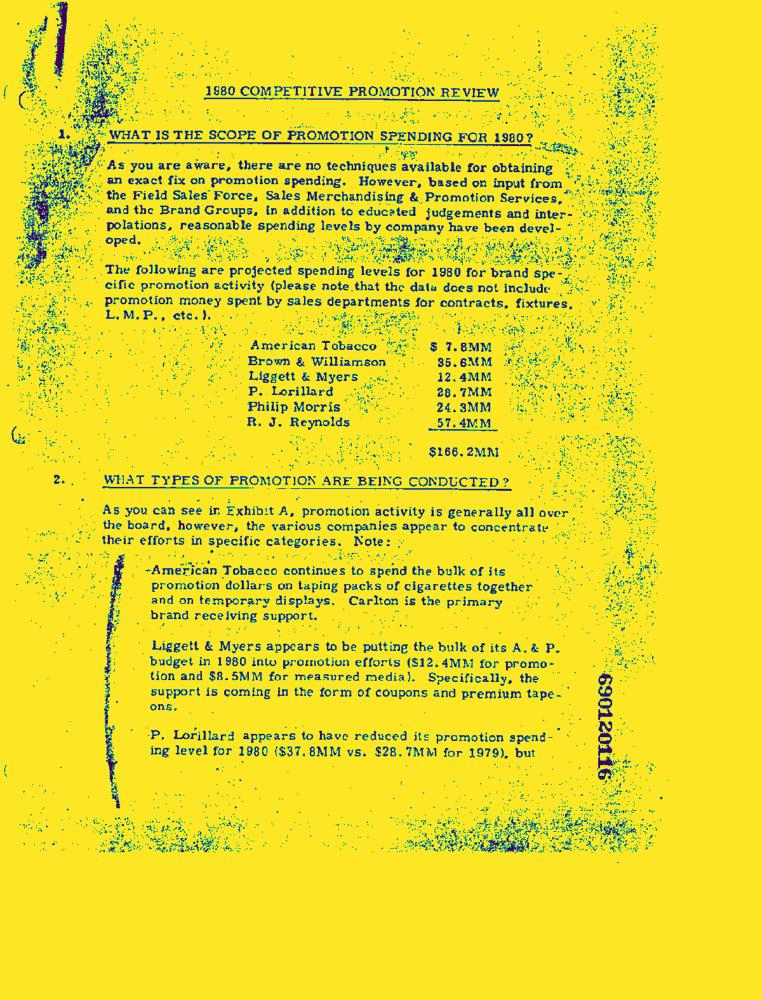 1980 COMPETITIVE PROMOTION REVIEW
1. WHAT IS THE SCOPE OF PROMOTION SPENDING FOR 1980?
As you are aware, there are no techniques available for obtaining
an exact fix on promotion spending. However, based on input from
the Field Sales Force, Sales Merchandising & Promotion Services,
and the Brand Groups, in addition to educated judgements and inter-
polations, reasonable spending levels by company have been devel-
oped.
The following are projected spending levels for 1980 for brand spe-
cific promotion activity (please note that the data does not include
promotion money spent by sales departments for contracts, fixtures,
L. M. P., etc.).
American Tobacco $ 7.8MM
Brown & Williamson 35.6MM
Liggett & Myers 12.4MM
P. Lorillard 28.7MM
Philip Morris 24.3MM
R. J. Reynolds 57.4MM
$166.2MM
2. WHAT TYPES OF PROMOTION ARE BEING CONDUCTED?
As you can see in Exhibit A, promotion activity is generally all over
the board, however, the various companies appear to concentrate
their efforts in specific categories. Note:
-American Tobacco continues to spend the bulk of its
promotion dollars on taping packs of cigarettes together
and on temporary displays. Carlton is the primary
brand receiving support.
Liggett & Myers appears to be putting the bulk of its A. & P.
budget in 1980 into promotion efforts ($12.4MM for promo-
tion and $8.5MM for measured media). Specifically, the
support is coming in the form of coupons and premium tape-
ons.
P. Lorillard appears to have reduced its promotion spend-
ing level for 1980 ($37.8MM vs. $28.7MM for 1979), but
690120116